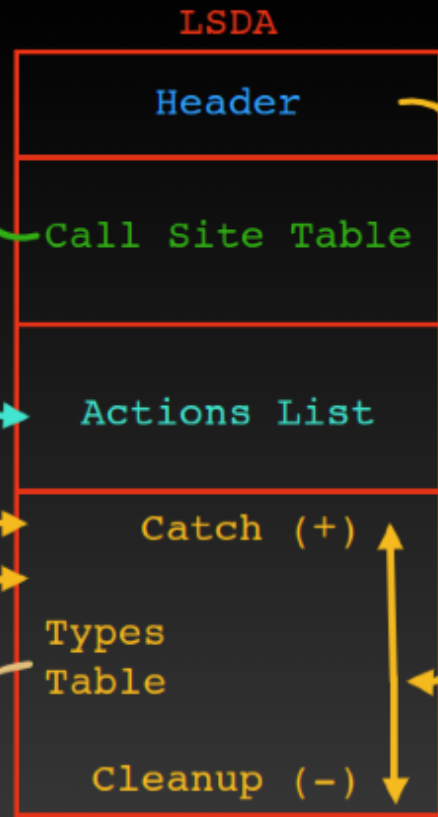 LSDA
Header
Call Site Table
Actions List
Catch (+)
Types
Table
Cleanup (-)